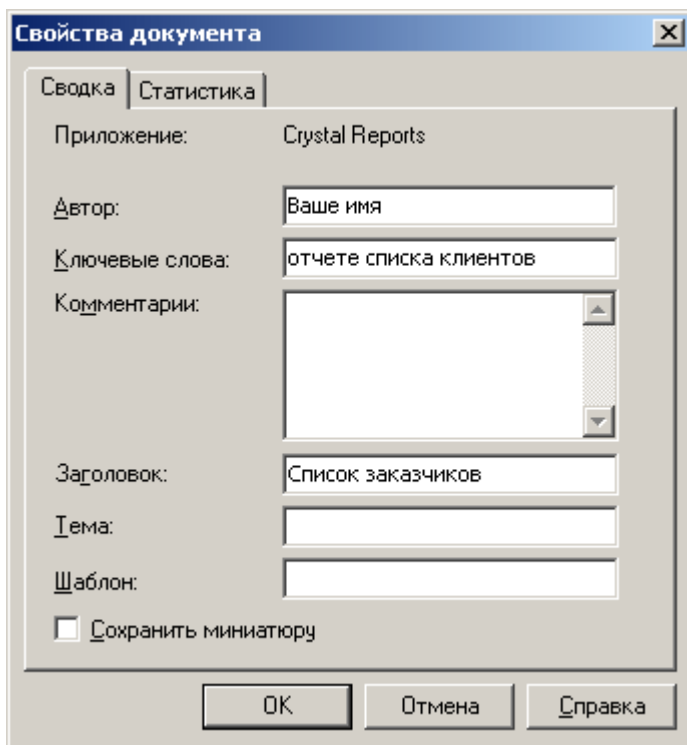 Свойства документа
Сводка Статистика
Приложение: Crystal Reports
Автор: Ваше имя
Ключевые слова: отчете списка клиентов
Комментарии:
Заголовок: Список заказчиков
Тема:
Шаблон:
Сохранить миниатюру
OK Отмена Справка